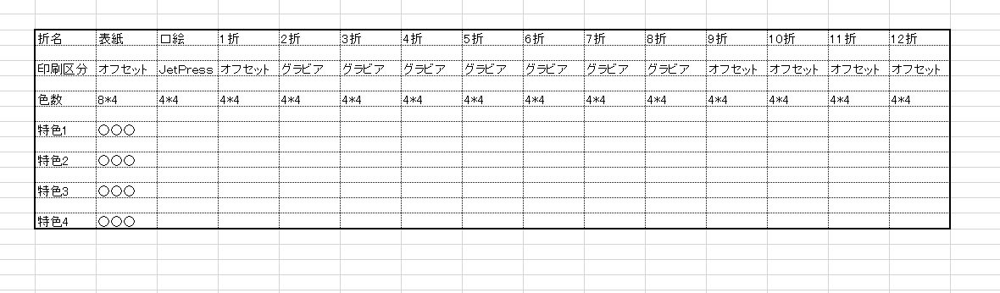 折名 表紙 口絵 1折 2折 3折 4折 5折 6折 7折 8折 9折 10折 11折 12折
印刷区分 オフセット JetPress オフセット グラビア グラビア グラビア グラビア グラビア グラビア グラビア オフセット オフセット オフセット オフセット
色数 8*4 4*4 4*4 4*4 4*4 4*4 4*4 4*4 4*4 4*4 4*4 4*4 4*4 4*4
特色1 〇〇〇
特色2 〇〇〇
特色3 〇〇〇
特色4 〇〇〇